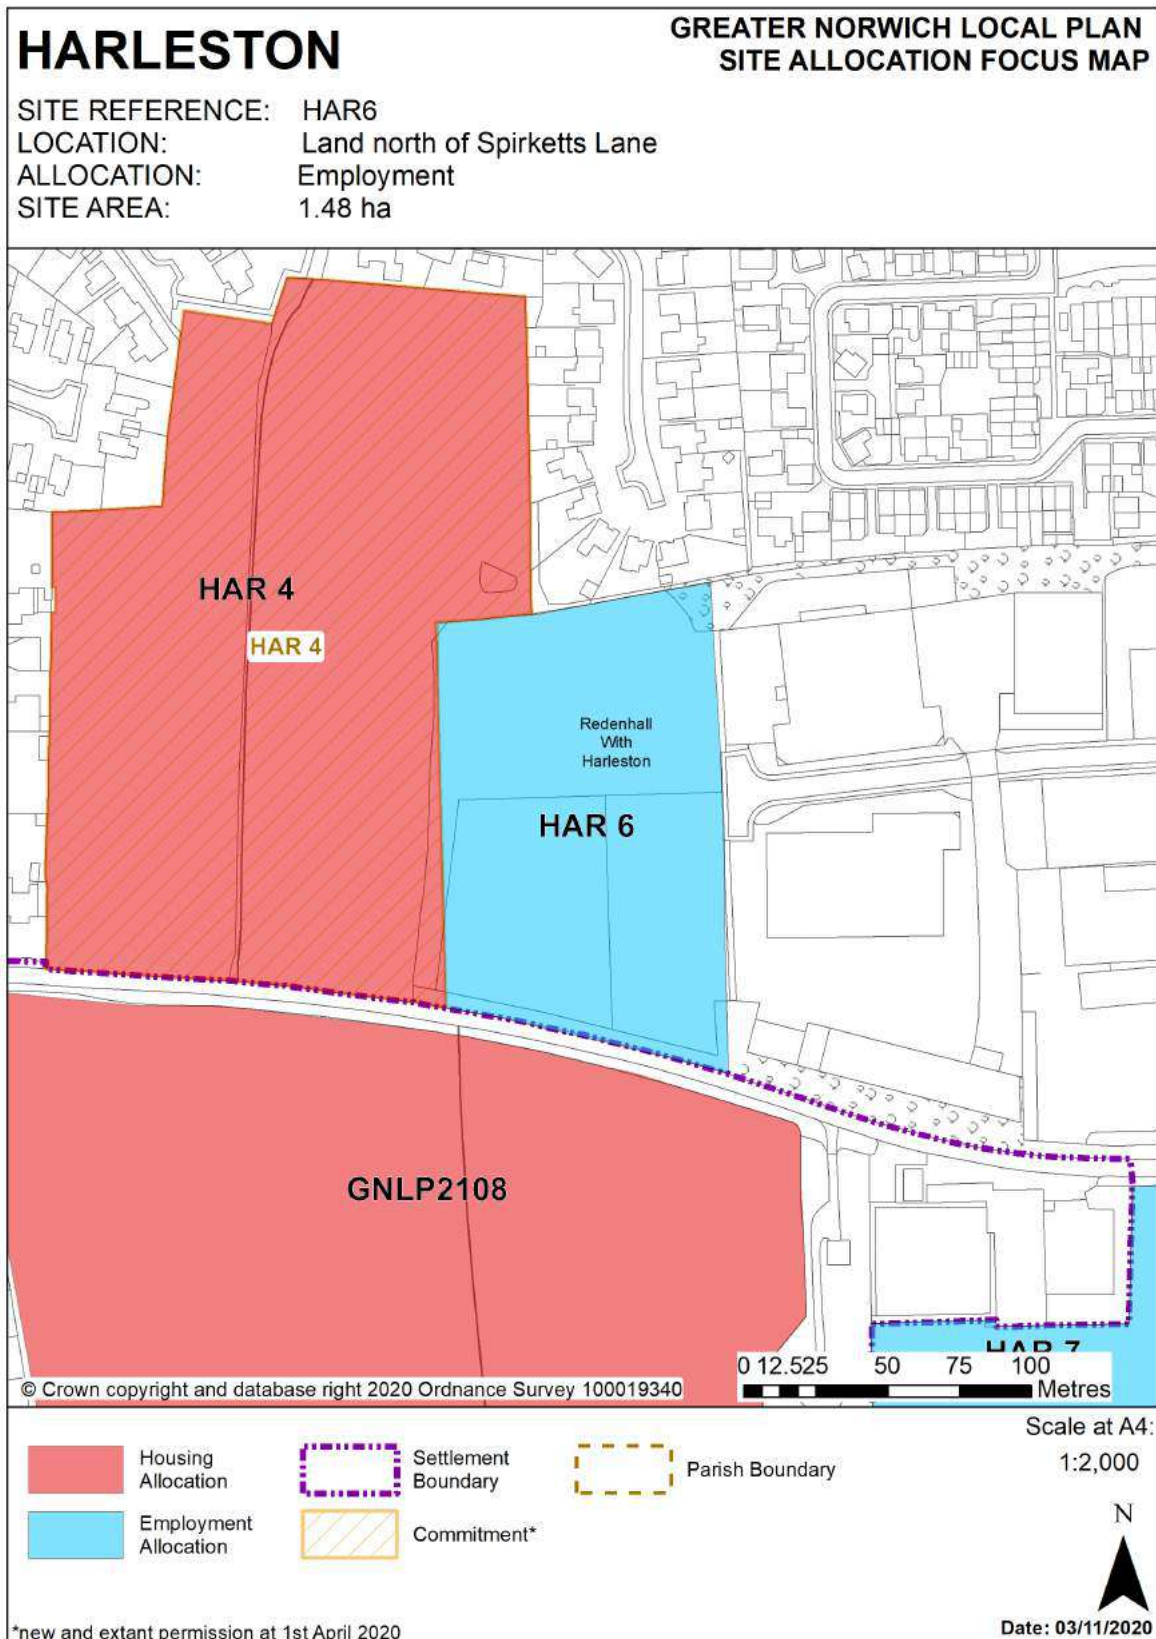 HARLESTON
GREATER NORWICH LOCAL PLAN
SITE ALLOCATION FOCUS MAP
SITE REFERENCE: HAR6
LOCATION: Land north of Spirketts Lane
ALLOCATION: Employment
SITE AREA: 1.48 ha
HAR 4
HAR 4
Redenhall
With
Harleston
HAR 6
GNLP2108
HAR 7
0 12.525 50 75 100
Metres
© Crown copyright and database right 2020 Ordnance Survey 100019340
Housing
Allocation
Settlement
Boundary
Parish Boundary
Employment
Allocation
Commitment*
Scale at A4:
1:2,000
N
*new and extant permission at 1st April 2020
Date: 03/11/2020